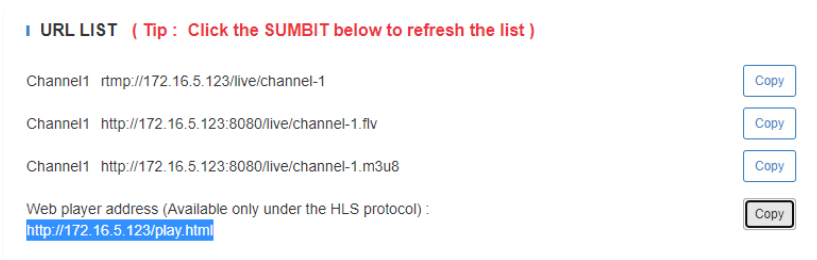 URL LIST ( Tip : Click the SUMBIT below to refresh the list )
Channel1 rtmp://172.16.5.123/live/channel-1 Copy
Channel1 http://172.16.5.123:8080/live/channel-1.flv Copy
Channel1 http://172.16.5.123:8080/live/channel-1.m3u8 Copy
Web player address (Available only under the HLS protocol) :
http://172.16.5.123/play.html Copy